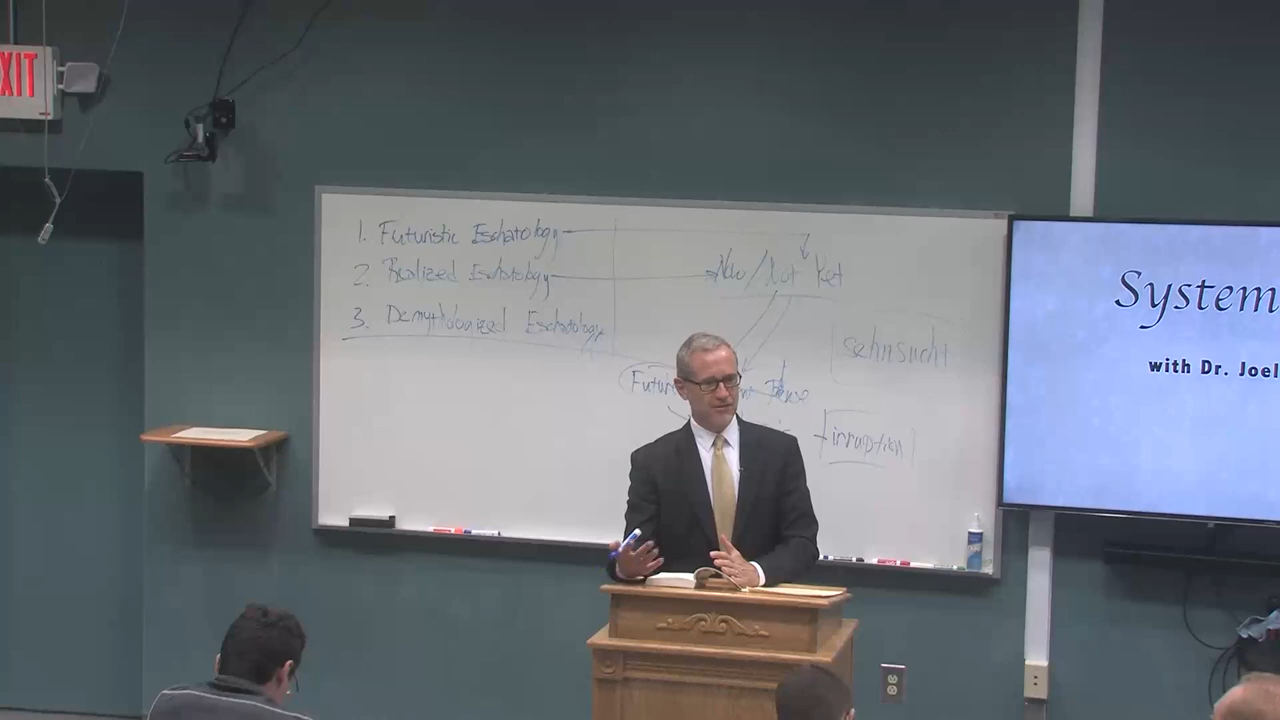 EXIT
1. Futuristic Eschatology
2. Realized Eschatology
3. Demythologized Eschatology
Now/Not Yet
sehnsucht
Futur
irruption
System
with Dr. Joel